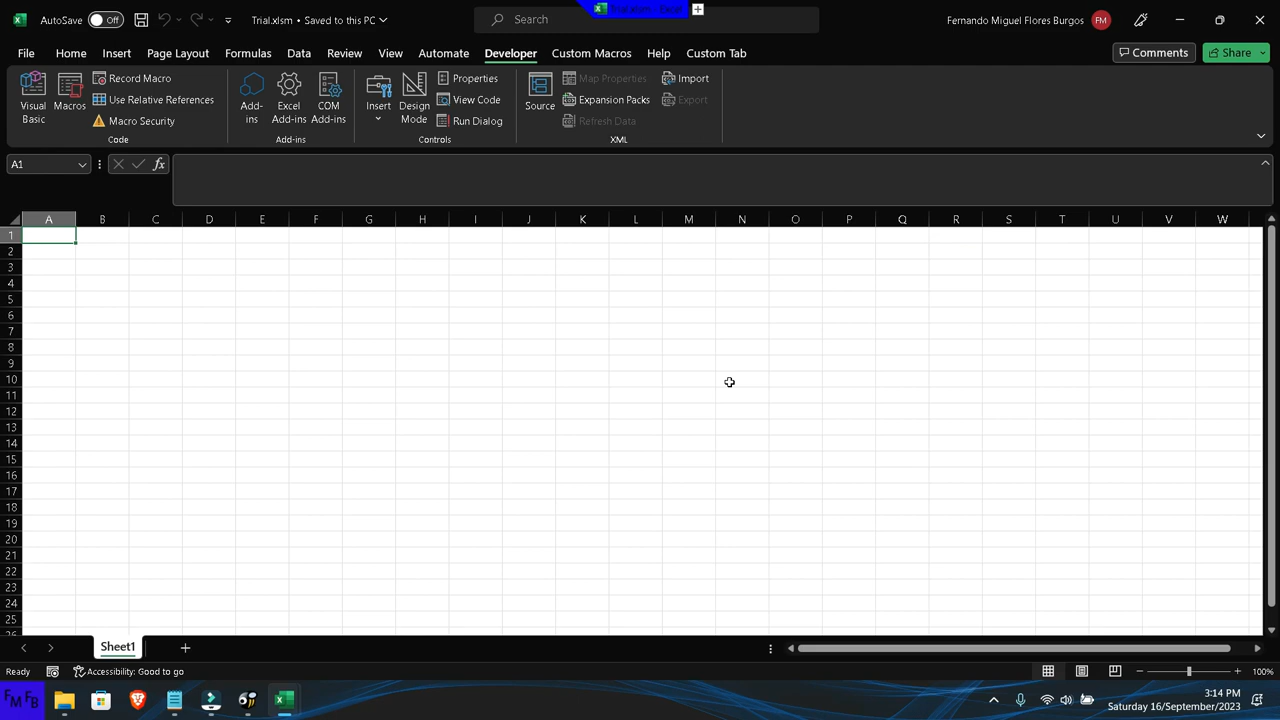 AutoSave Off Trial.xlsm • Saved to this PC Search Fernando Miguel Flores Burgos FM
File Home Insert Page Layout Formulas Data Review View Automate Developer Custom Macros Help Custom Tab Comments Share
Visual Basic
Macros
Record Macro
Use Relative References
Macro Security
Code
Add-ins
Excel Add-ins
COM Add-ins
Add-ins
Insert
Design Mode
Properties
View Code
Run Dialog
Controls
Source
Map Properties
Expansion Packs
Refresh Data
Import
Export
XML
A1 fx
A B C D E F G H I J K L M N O P Q R S T U V W
1
2
3
4
5
6
7
8
9
10
11
12
13
14
15
16
17
18
19
20
21
22
23
24
25
26
Sheet1
Ready Accessibility: Good to go 100%
FM FB
3:14 PM
Saturday 16/September/2023